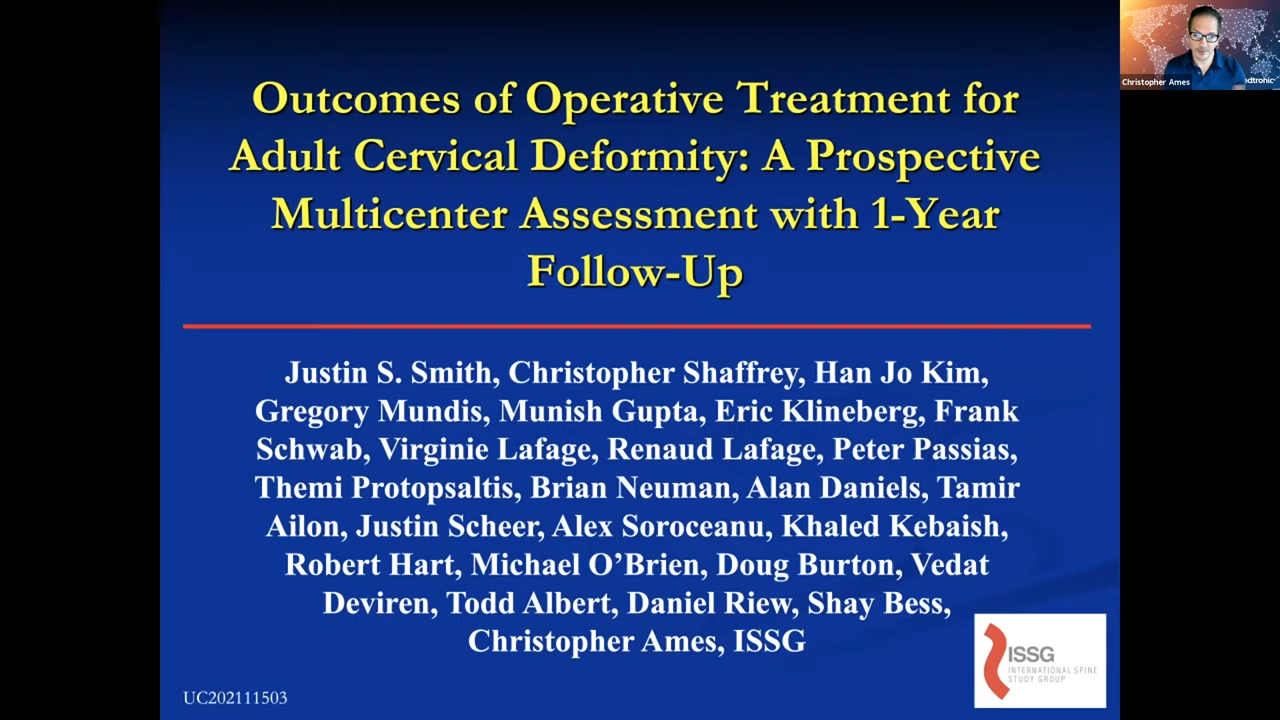 Outcomes of Operative Treatment for
Adult Cervical Deformity: A Prospective
Multicenter Assessment with 1-Year
Follow-Up
Justin S. Smith, Christopher Shaffrey, Han Jo Kim,
Gregory Mundis, Munish Gupta, Eric Klineberg, Frank
Schwab, Virginie Lafage, Renaud Lafage, Peter Passias,
Themi Protopsaltis, Brian Neuman, Alan Daniels, Tamir
Ailon, Justin Scheer, Alex Soroceanu, Khaled Kebaish,
Robert Hart, Michael O’Brien, Doug Burton, Vedat
Deviren, Todd Albert, Daniel Riew, Shay Bess,
Christopher Ames, ISSG
ISSG
INTERNATIONAL SPINE
STUDY GROUP
UC202111503
Christopher Ames
dtronic